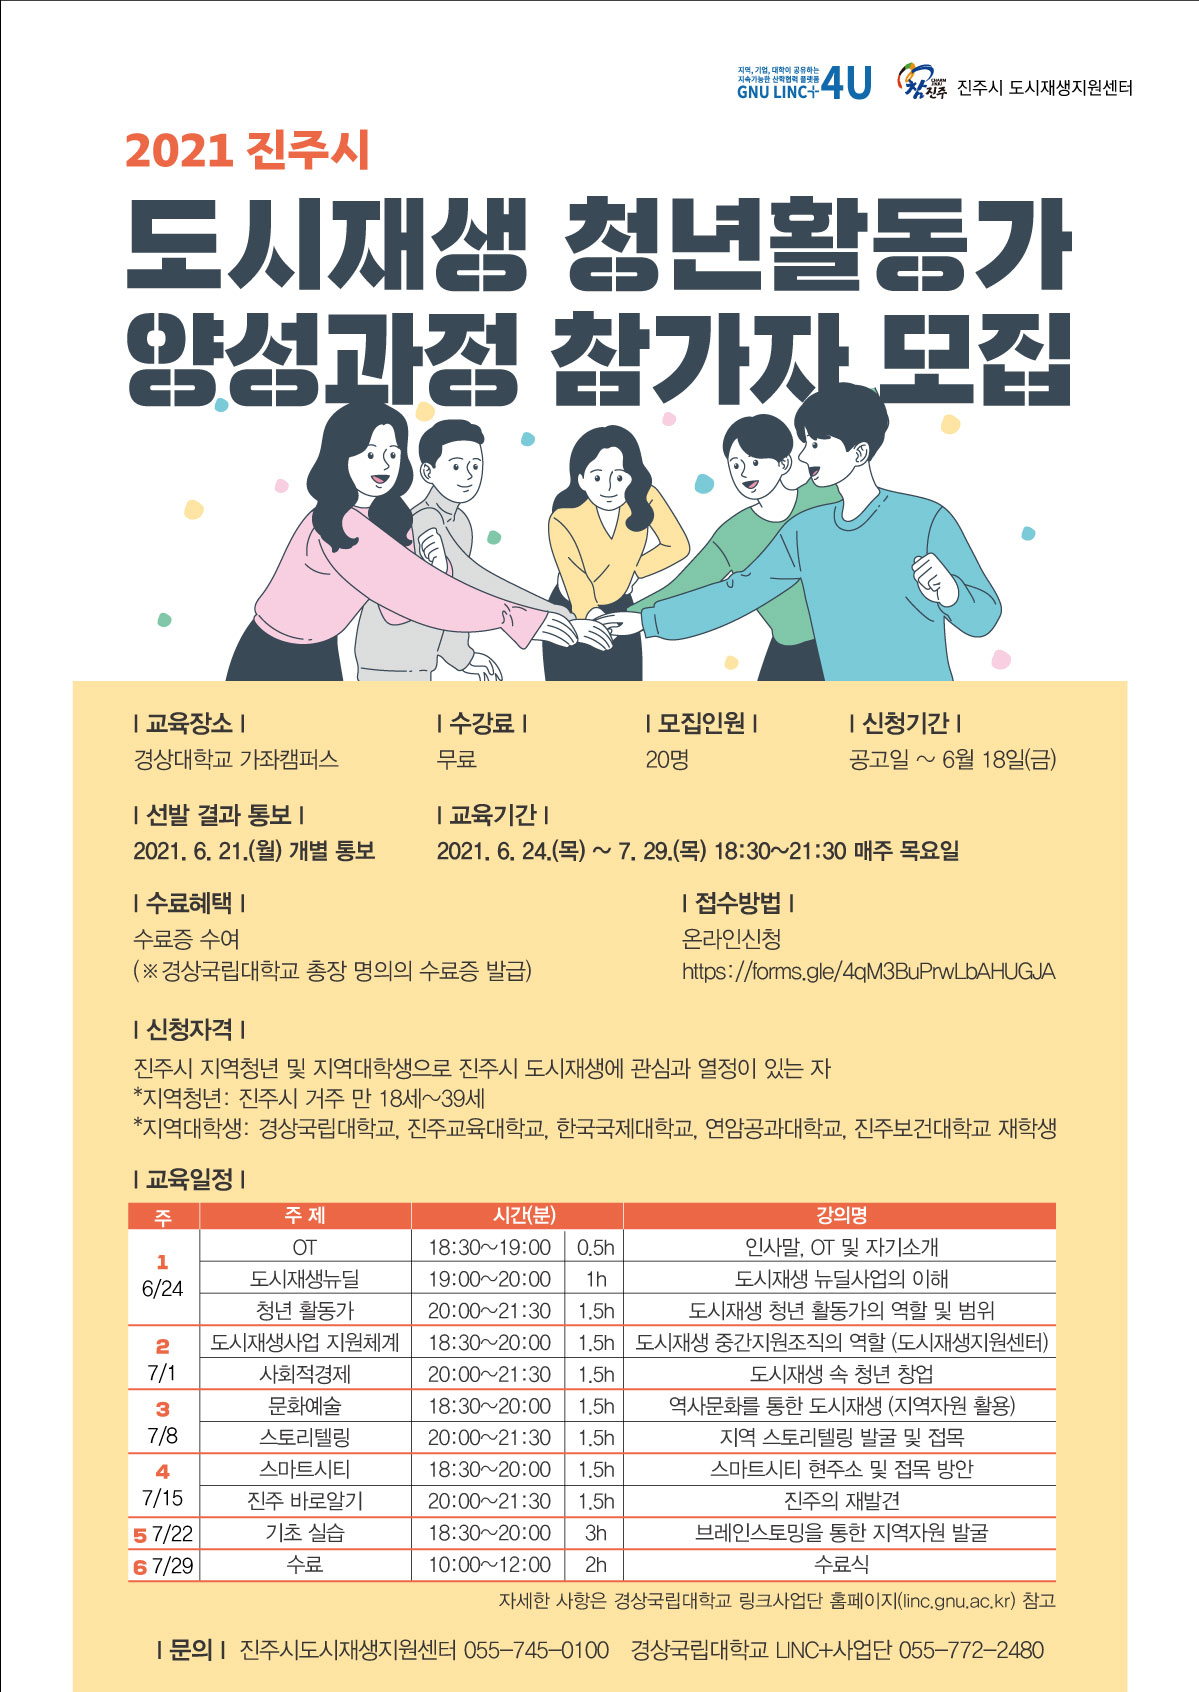 지역, 기업, 대학이 공유하는
지속가능한 산학협력 플랫폼
GNU LINC+ 4U
참진주 진주시 도시재생지원센터
2021 진주시
도시재생 청년활동가
양성과정 참가자 모집
| 교육장소 | | 수강료 | | 모집인원 | | 신청기간 |
경상대학교 가좌캠퍼스 무료 20명 공고일 ~ 6월 18일(금)
| 선발 결과 통보 | | 교육기간 |
2021. 6. 21.(월) 개별 통보 2021. 6. 24.(목) ~ 7. 29.(목) 18:30~21:30 매주 목요일
| 수료혜택 | | 접수방법 |
수료증 수여 온라인신청
(※경상국립대학교 총장 명의의 수료증 발급) https://forms.gle/4qM3BuPrwLbAHUGJA
| 신청자격 |
진주시 지역청년 및 지역대학생으로 진주시 도시재생에 관심과 열정이 있는 자
*지역청년: 진주시 거주 만 18세~39세
*지역대학생: 경상국립대학교, 진주교육대학교, 한국국제대학교, 연암공과대학교, 진주보건대학교 재학생
| 교육일정 |
주 주 제 시간(분) 강의명
1 6/24 OT 18:30~19:00 0.5h 인사말, OT 및 자기소개
도시재생뉴딜 19:00~20:00 1h 도시재생 뉴딜사업의 이해
청년 활동가 20:00~21:30 1.5h 도시재생 청년 활동가의 역할 및 범위
2 7/1 도시재생사업 지원체계 18:30~20:00 1.5h 도시재생 중간지원조직의 역할 (도시재생지원센터)
사회적경제 20:00~21:30 1.5h 도시재생 속 청년 창업
3 7/8 문화예술 18:30~20:00 1.5h 역사문화를 통한 도시재생 (지역자원 활용)
스토리텔링 20:00~21:30 1.5h 지역 스토리텔링 발굴 및 접목
4 7/15 스마트시티 18:30~20:00 1.5h 스마트시티 현주소 및 접목 방안
진주 바로알기 20:00~21:30 1.5h 진주의 재발견
5 7/22 기초 실습 18:30~20:00 3h 브레인스토밍을 통한 지역자원 발굴
6 7/29 수료 10:00~12:00 2h 수료식
자세한 사항은 경상국립대학교 링크사업단 홈페이지(linc.gnu.ac.kr) 참고
| 문의 | 진주시도시재생지원센터 055-745-0100 경상국립대학교 LINC+사업단 055-772-2480